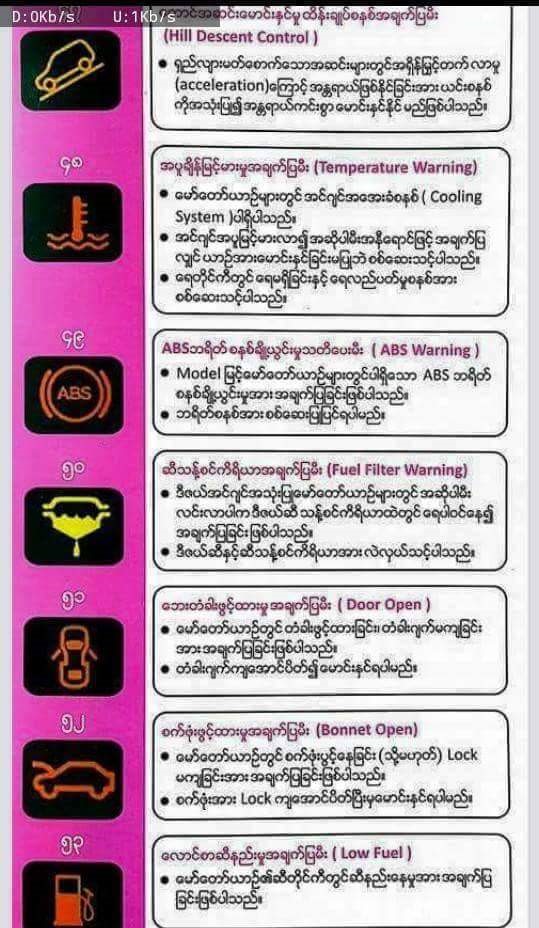 D:0Kb/s U:1Kb/s
အဆင်းမောင်းနှင်မှု ထိန်းချုပ်စနစ်အချက်ပြမီး
(Hill Descent Control )
• ရှည်လျားမတ်စောက်သောအဆင်းများတွင်အရှိန်မြှင့်တက် လာမှု
(acceleration)ကြောင့် အန္တရာယ်ဖြစ်နိုင်ခြင်းအား ယင်းစနစ်
ကိုအသုံးပြု၍ အန္တရာယ်ကင်းစွာ မောင်းနှင်နိုင် မည်ဖြစ်ပါသည်။
၄၈
အပူချိန်မြင့်မားမှုအချက်ပြမီး (Temperature Warning)
• မော်တော်ယာဉ်များတွင် အင်ဂျင်အအေးခံစနစ် ( Cooling
System )ပါရှိပါသည်။
• အင်ဂျင်အပူမြင့်မားလာ၍ အဆိုပါမီးအနီရောင်ဖြင့် အချက်ပြ
လျှင် ယာဉ်အားမောင်းနှင်ခြင်းမပြုဘဲ စစ်ဆေးသင့်ပါသည်။
• ရေတိုင်ကီတွင် ရေမရှိခြင်းနှင့် ရေလည်ပတ်မှုစနစ်အား
စစ်ဆေးသင့်ပါသည်။
၄၉
ABS
ABSဘရိတ် စနစ်ချို့ယွင်းမှုသတိပေးမီး ( ABS Warning )
• Model မြင့်မော်တော်ယာဉ်များတွင်ပါရှိသော ABS ဘရိတ်
စနစ်ချို့ယွင်းမှုအား အချက်ပြခြင်းဖြစ်ပါသည်။
• ဘရိတ်စနစ်အား စစ်ဆေးပြုပြင်ရပါမည်။
၅၀
ဆီသန့်စင်ကိရိယာအချက်ပြမီး (Fuel Filter Warning)
• ဒီဇယ်အင်ဂျင်အသုံးပြုမော်တော်ယာဉ်များတွင် အဆိုပါမီး
လင်းလာပါက ဒီဇယ်ဆီ သန့်စင်ကိရိယာထဲတွင် ရေပါဝင်နေ၍
အချက်ပြခြင်း ဖြစ်ပါသည်။
• ဒီဇယ်ဆီနှင့်ဆီသန့်စင်ကိရိယာအား လဲလှယ်သင့်ပါသည်။
၅၁
ဘေးတံခါးဖွင့်ထားမှု အချက်ပြမီး ( Door Open )
• မော်တော်ယာဉ်တွင် တံခါးဖွင့်ထားခြင်း၊ တံခါးဂျက်မကျခြင်း
အား အချက်ပြခြင်းဖြစ်ပါသည်။
• တံခါးဂျက်ကျအောင်ပိတ်၍ မောင်းနှင်ရပါမည်။
၅၂
စက်ဖုံးဖွင့်ထားမှုအချက်ပြမီး (Bonnet Open)
• မော်တော်ယာဉ်တွင် စက်ဖုံးပွင့်နေခြင်း (သို့မဟုတ်) Lock
မကျခြင်းအား အချက်ပြခြင်းဖြစ်ပါသည်။
• စက်ဖုံးအား Lock ကျအောင်ပိတ်ပြီးမှမောင်းနှင်ရပါမည်။
၅၃
လောင်စာဆီနည်းမှုအချက်ပြမီး ( Low Fuel )
• မော်တော်ယာဉ်၏ဆီတိုင်ကီတွင်ဆီနည်းနေမှုအား အချက်ပြ
ခြင်းဖြစ်ပါသည်။